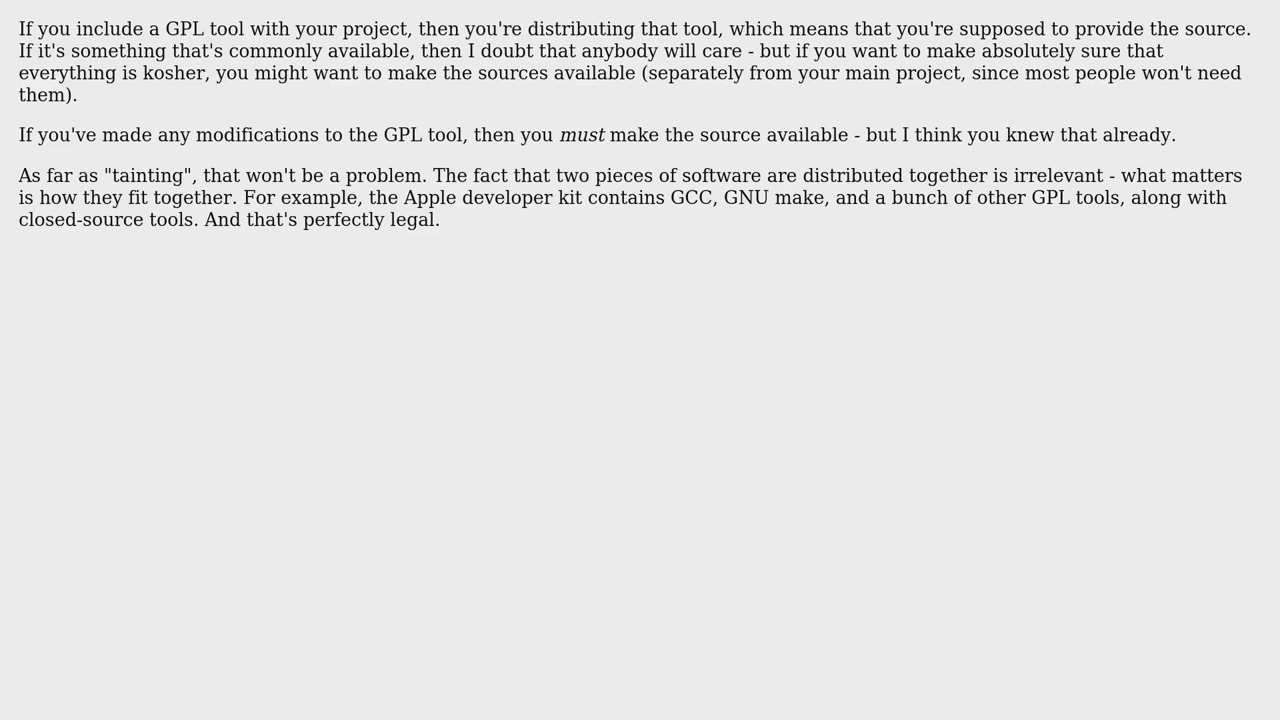 If you include a GPL tool with your project, then you're distributing that tool, which means that you're supposed to provide the source.
If it's something that's commonly available, then I doubt that anybody will care - but if you want to make absolutely sure that
everything is kosher, you might want to make the sources available (separately from your main project, since most people won't need
them).
If you've made any modifications to the GPL tool, then you must make the source available - but I think you knew that already.
As far as "tainting", that won't be a problem. The fact that two pieces of software are distributed together is irrelevant - what matters
is how they fit together. For example, the Apple developer kit contains GCC, GNU make, and a bunch of other GPL tools, along with
closed-source tools. And that's perfectly legal.